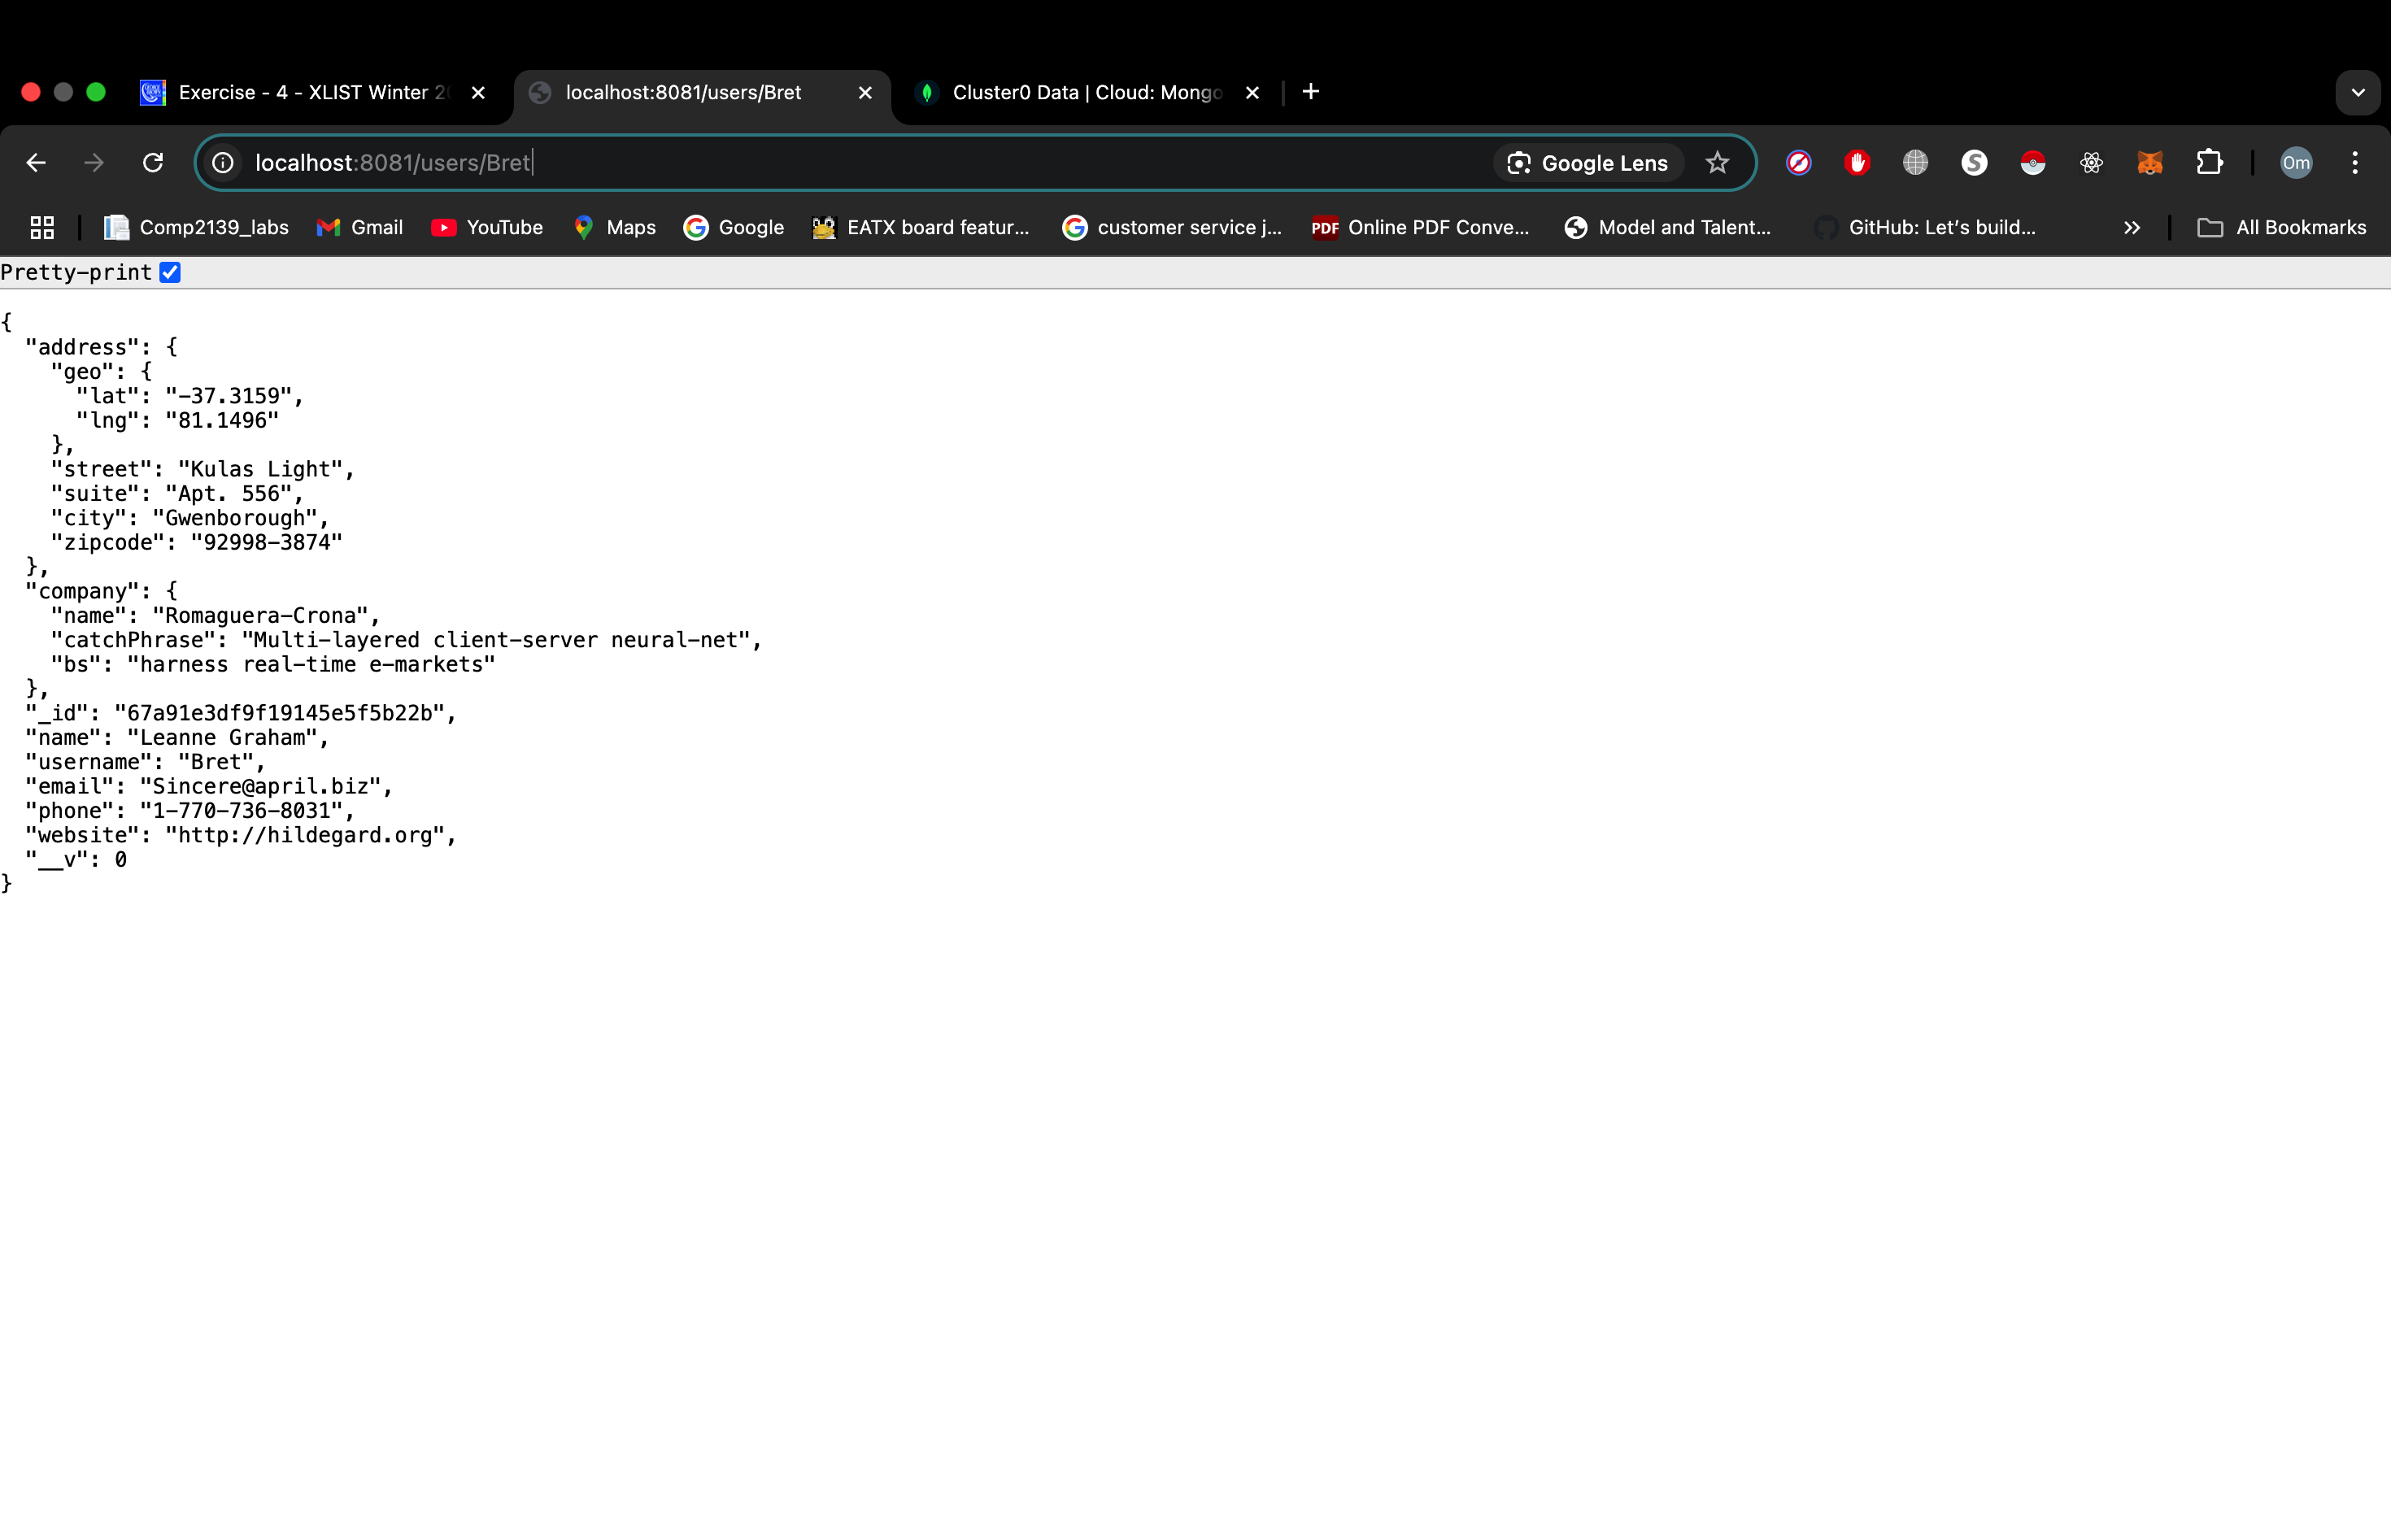 Exercise - 4 - XLIST Winter 20
localhost:8081/users/Bret
Cluster0 Data | Cloud: Mongo
localhost:8081/users/Bret
Google Lens
Om
Comp2139_labs
Gmail
YouTube
Maps
Google
EATX board featur...
customer service j...
PDF
Online PDF Conve...
Model and Talent...
GitHub: Let's build...
All Bookmarks
Pretty-print
{
"address": {
"geo": {
"lat": "-37.3159",
"lng": "81.1496"
},
"street": "Kulas Light",
"suite": "Apt. 556",
"city": "Gwenborough",
"zipcode": "92998-3874"
},
"company": {
"name": "Romaguera-Crona",
"catchPhrase": "Multi-layered client-server neural-net",
"bs": "harness real-time e-markets"
},
"_id": "67a91e3df9f19145e5f5b22b",
"name": "Leanne Graham",
"username": "Bret",
"email": "Sincere@april.biz",
"phone": "1-770-736-8031",
"website": "http://hildegard.org",
"__v": 0
}